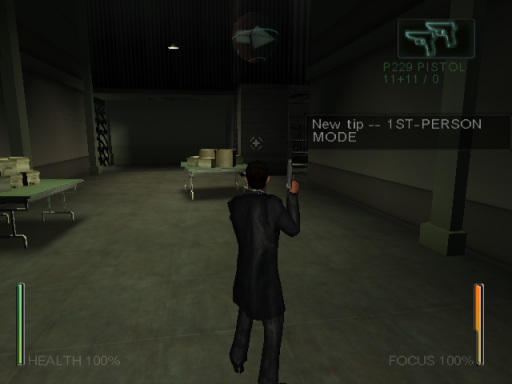 P229 PISTOL
11+11 / 0
New tip -- 1ST-PERSON
MODE
HEALTH 100%
FOCUS 100%